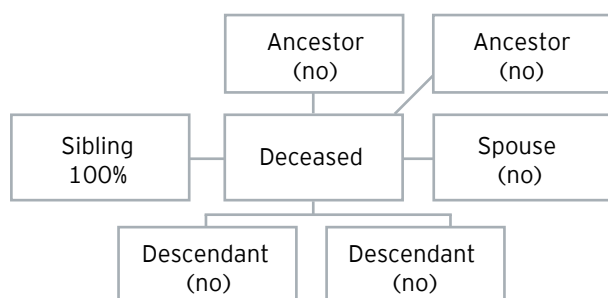 Ancestor
(no)
Ancestor
(no)
Sibling
100%
Deceased
Spouse
(no)
Descendant
(no)
Descendant
(no)